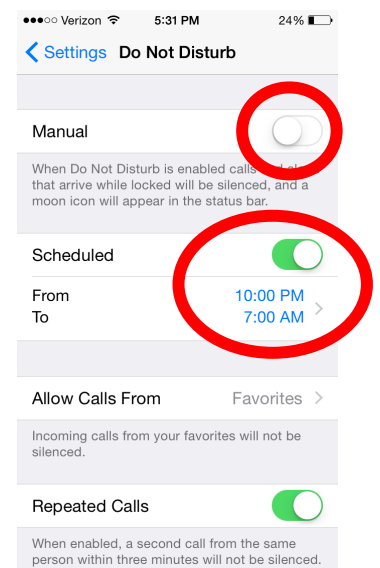 Verizon 5:31 PM 24%
Settings Do Not Disturb
Manual
When Do Not Disturb is enabled calls
that arrive while locked will be silenced, and a
moon icon will appear in the status bar.
Scheduled
From 10:00 PM
To 7:00 AM
Allow Calls From Favorites
Incoming calls from your favorites will not be
silenced.
Repeated Calls
When enabled, a second call from the same
person within three minutes will not be silenced.